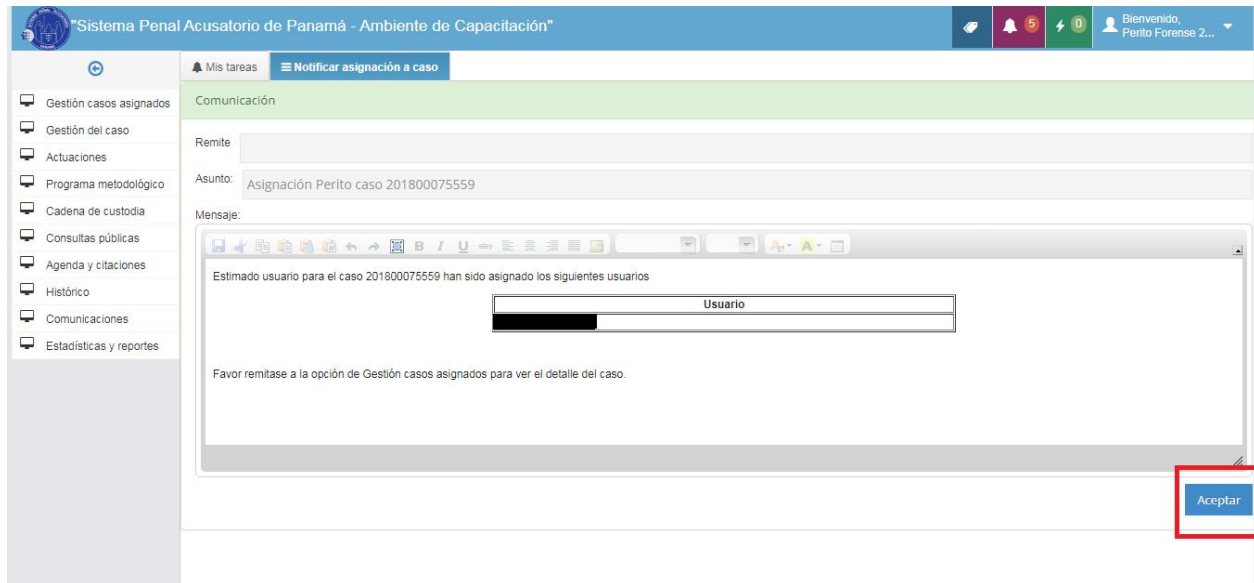 "Sistema Penal Acusatorio de Panamá - Ambiente de Capacitación"
5
0
Bienvenido,
Perito Forense 2...
Mis tareas
Notificar asignación a caso
Gestión casos asignados
Gestión del caso
Actuaciones
Programa metodológico
Cadena de custodia
Consultas públicas
Agenda y citaciones
Histórico
Comunicaciones
Estadísticas y reportes
Comunicación
Remite
Asunto: Asignación Perito caso 201800075559
Mensaje:
B I U abc A A
Estimado usuario para el caso 201800075559 han sido asignado los siguientes usuarios
Usuario
Favor remitase a la opción de Gestión casos asignados para ver el detalle del caso.
Aceptar